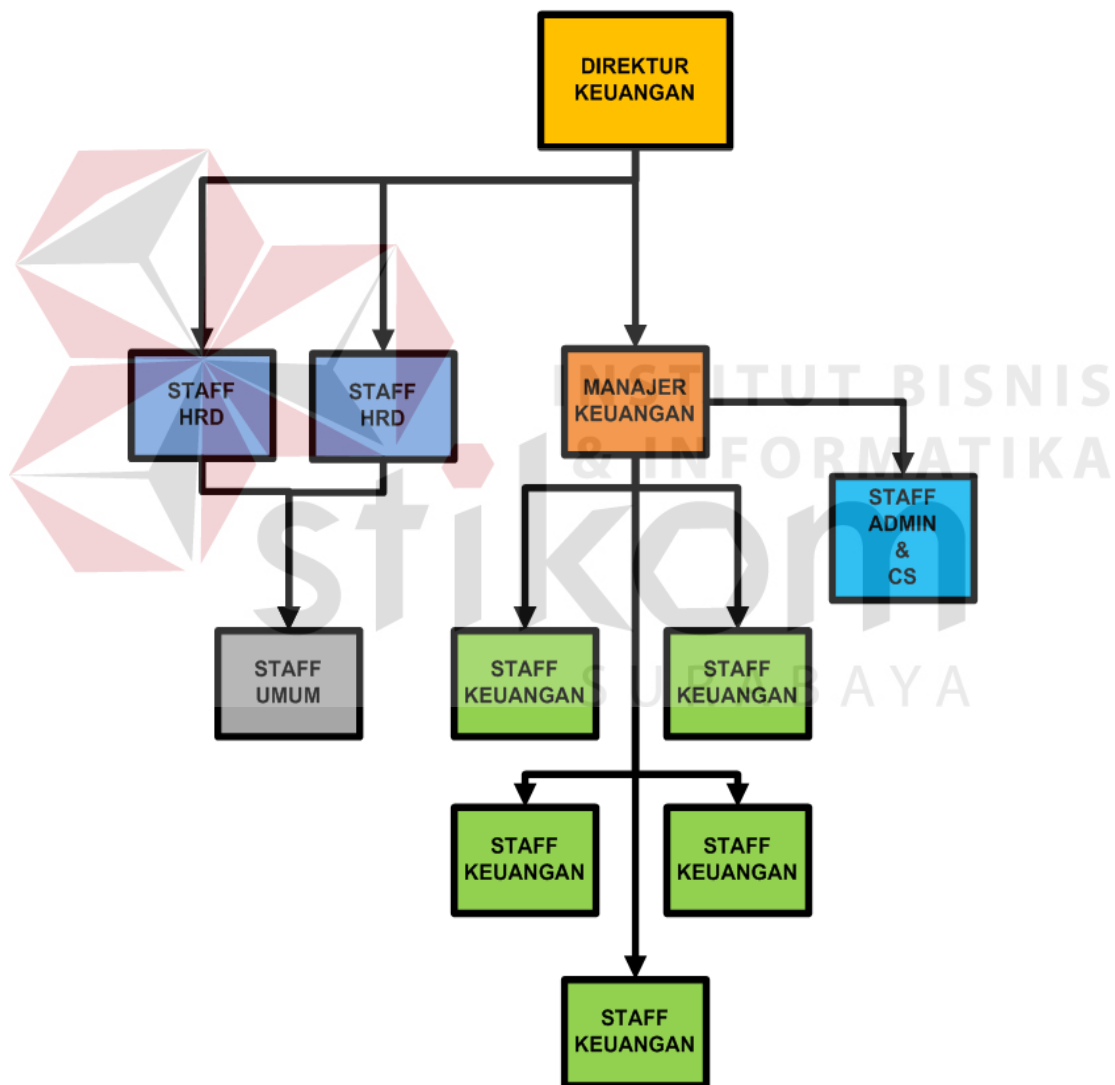 DIREKTUR
KEUANGAN
STAFF
HRD
STAFF
HRD
MANAJER
KEUANGAN
INSTITUT BISNIS
& INFORMATIKA
stikom
SURABAYA
STAFF
ADMIN
&
CS
STAFF
UMUM
STAFF
KEUANGAN
STAFF
KEUANGAN
STAFF
KEUANGAN
STAFF
KEUANGAN
STAFF
KEUANGAN